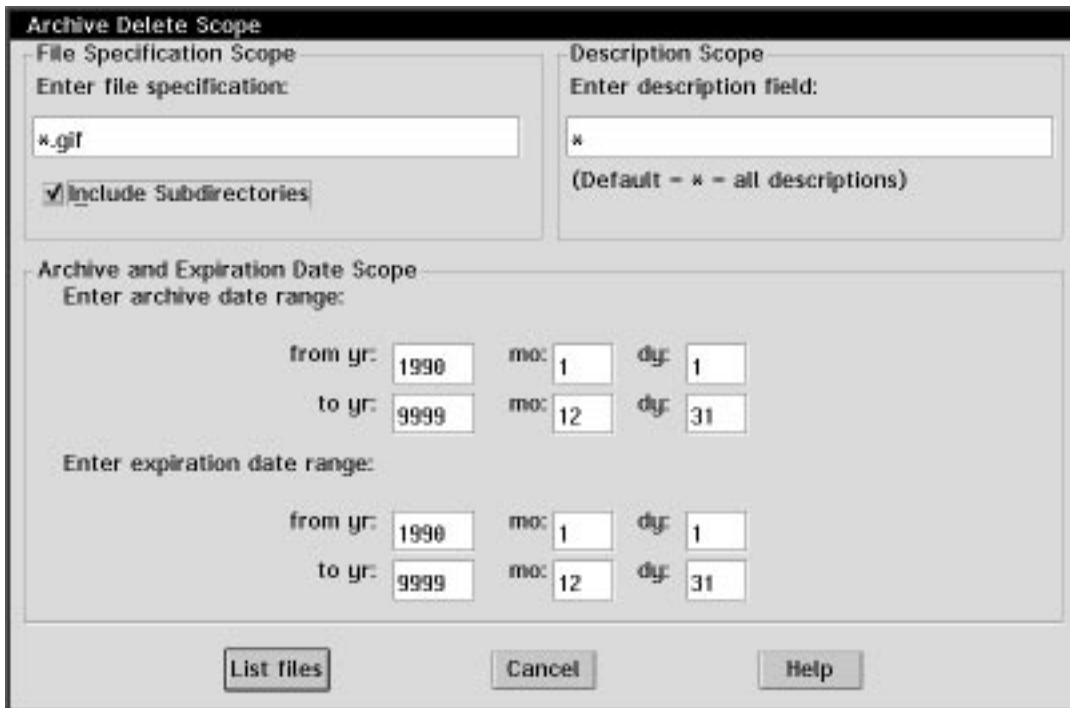 Archive Delete Scope
File Specification Scope
Enter file specification:
*.gif
Include Subdirectories
Description Scope
Enter description field:
*
(Default - * - all descriptions)
Archive and Expiration Date Scope
Enter archive date range:
from yr: 1990 mo: 1 dy: 1
to yr: 9999 mo: 12 dy: 31
Enter expiration date range:
from yr: 1990 mo: 1 dy: 1
to yr: 9999 mo: 12 dy: 31
List files Cancel Help